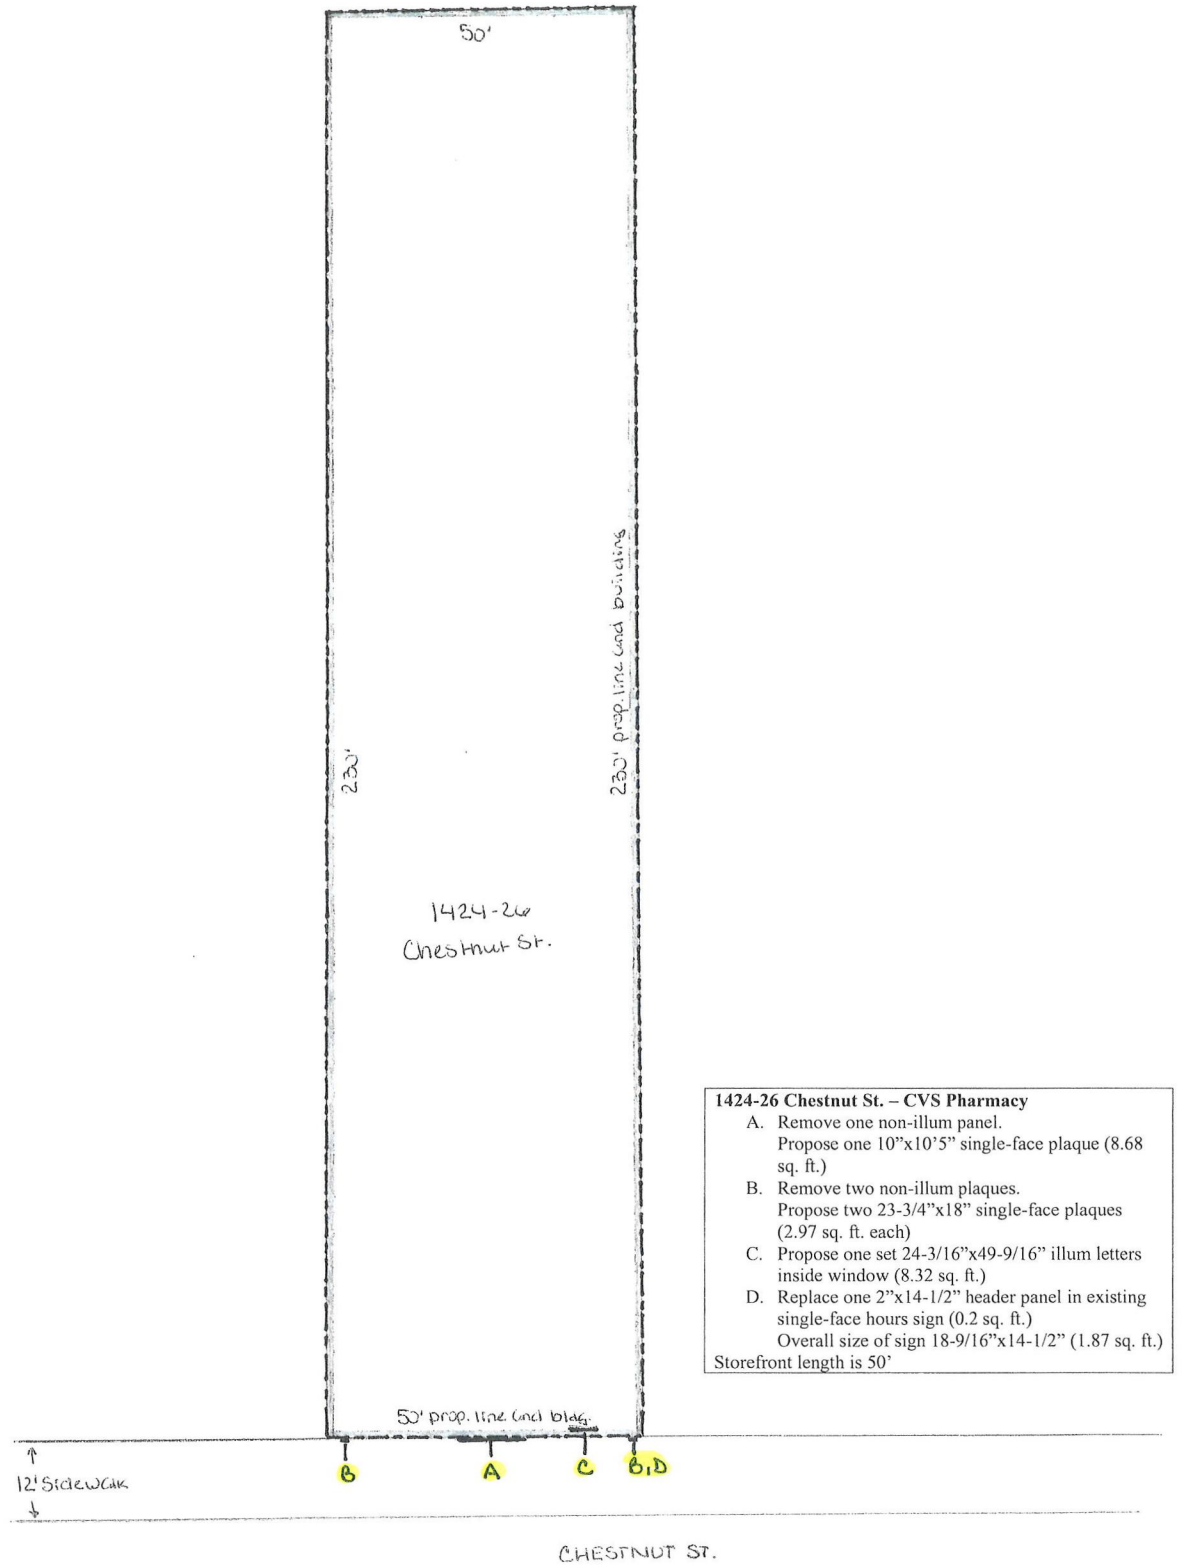 50'
230' prop.line and building
230'
1424-26
Chestnut St.
1424-26 Chestnut St. – CVS Pharmacy
A. Remove one non-illum panel.
Propose one 10”x10’5” single-face plaque (8.68
sq. ft.)
B. Remove two non-illum plaques.
Propose two 23-3/4”x18” single-face plaques
(2.97 sq. ft. each)
C. Propose one set 24-3/16”x49-9/16” illum letters
inside window (8.32 sq. ft.)
D. Replace one 2”x14-1/2” header panel in existing
single-face hours sign (0.2 sq. ft.)
Overall size of sign 18-9/16”x14-1/2” (1.87 sq. ft.)
Storefront length is 50’
50' prop. line and bldg.
B
A
C
B,D
12' Sidewalk
CHESTNUT ST.